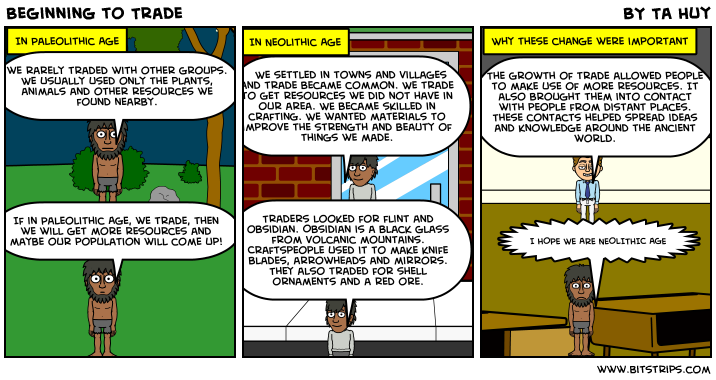 BEGINNING TO TRADE
BY TA HUY
IN PALEOLITHIC AGE
WE RARELY TRADED WITH OTHER GROUPS.
WE USUALLY USED ONLY THE PLANTS,
ANIMALS AND OTHER RESOURCES WE
FOUND NEARBY.
IF IN PALEOLITHIC AGE, WE TRADE, THEN
WE WILL GET MORE RESOURCES AND
MAYBE OUR POPULATION WILL COME UP!
IN NEOLITHIC AGE
WE SETTLED IN TOWNS AND VILLAGES
AND TRADE BECAME COMMON. WE TRADE
TO GET RESOURCES WE DID NOT HAVE IN
OUR AREA. WE BECAME SKILLED IN
CRAFTING. WE WANTED MATERIALS TO
IMPROVE THE STRENGTH AND BEAUTY OF
THINGS WE MADE.
TRADERS LOOKED FOR FLINT AND
OBSIDIAN. OBSIDIAN IS A BLACK GLASS
FROM VOLCANIC MOUNTAINS.
CRAFTSPEOPLE USED IT TO MAKE KNIFE
BLADES, ARROWHEADS AND MIRRORS.
THEY ALSO TRADED FOR SHELL
ORNAMENTS AND A RED ORE.
WHY THESE CHANGE WERE IMPORTANT
THE GROWTH OF TRADE ALLOWED PEOPLE
TO MAKE USE OF MORE RESOURCES. IT
ALSO BROUGHT THEM INTO CONTACT
WITH PEOPLE FROM DISTANT PLACES.
THESE CONTACTS HELPED SPREAD IDEAS
AND KNOWLEDGE AROUND THE ANCIENT
WORLD.
I HOPE WE ARE NEOLITHIC AGE
WWW.BITSTRIPS.COM